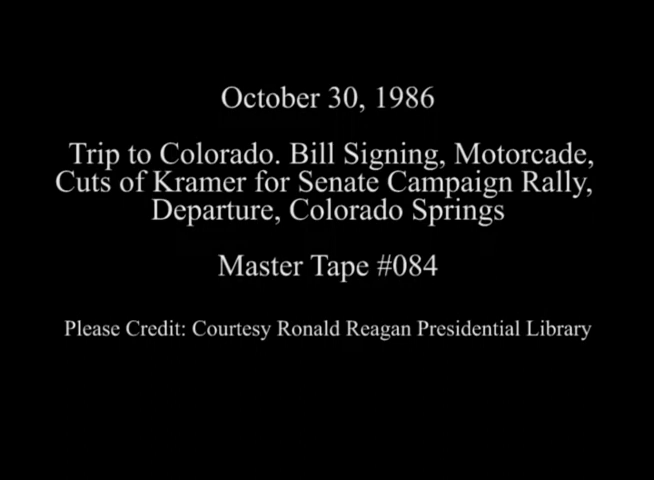 October 30, 1986
Trip to Colorado. Bill Signing, Motorcade,
Cuts of Kramer for Senate Campaign Rally,
Departure, Colorado Springs
Master Tape #084
Please Credit: Courtesy Ronald Reagan Presidential Library